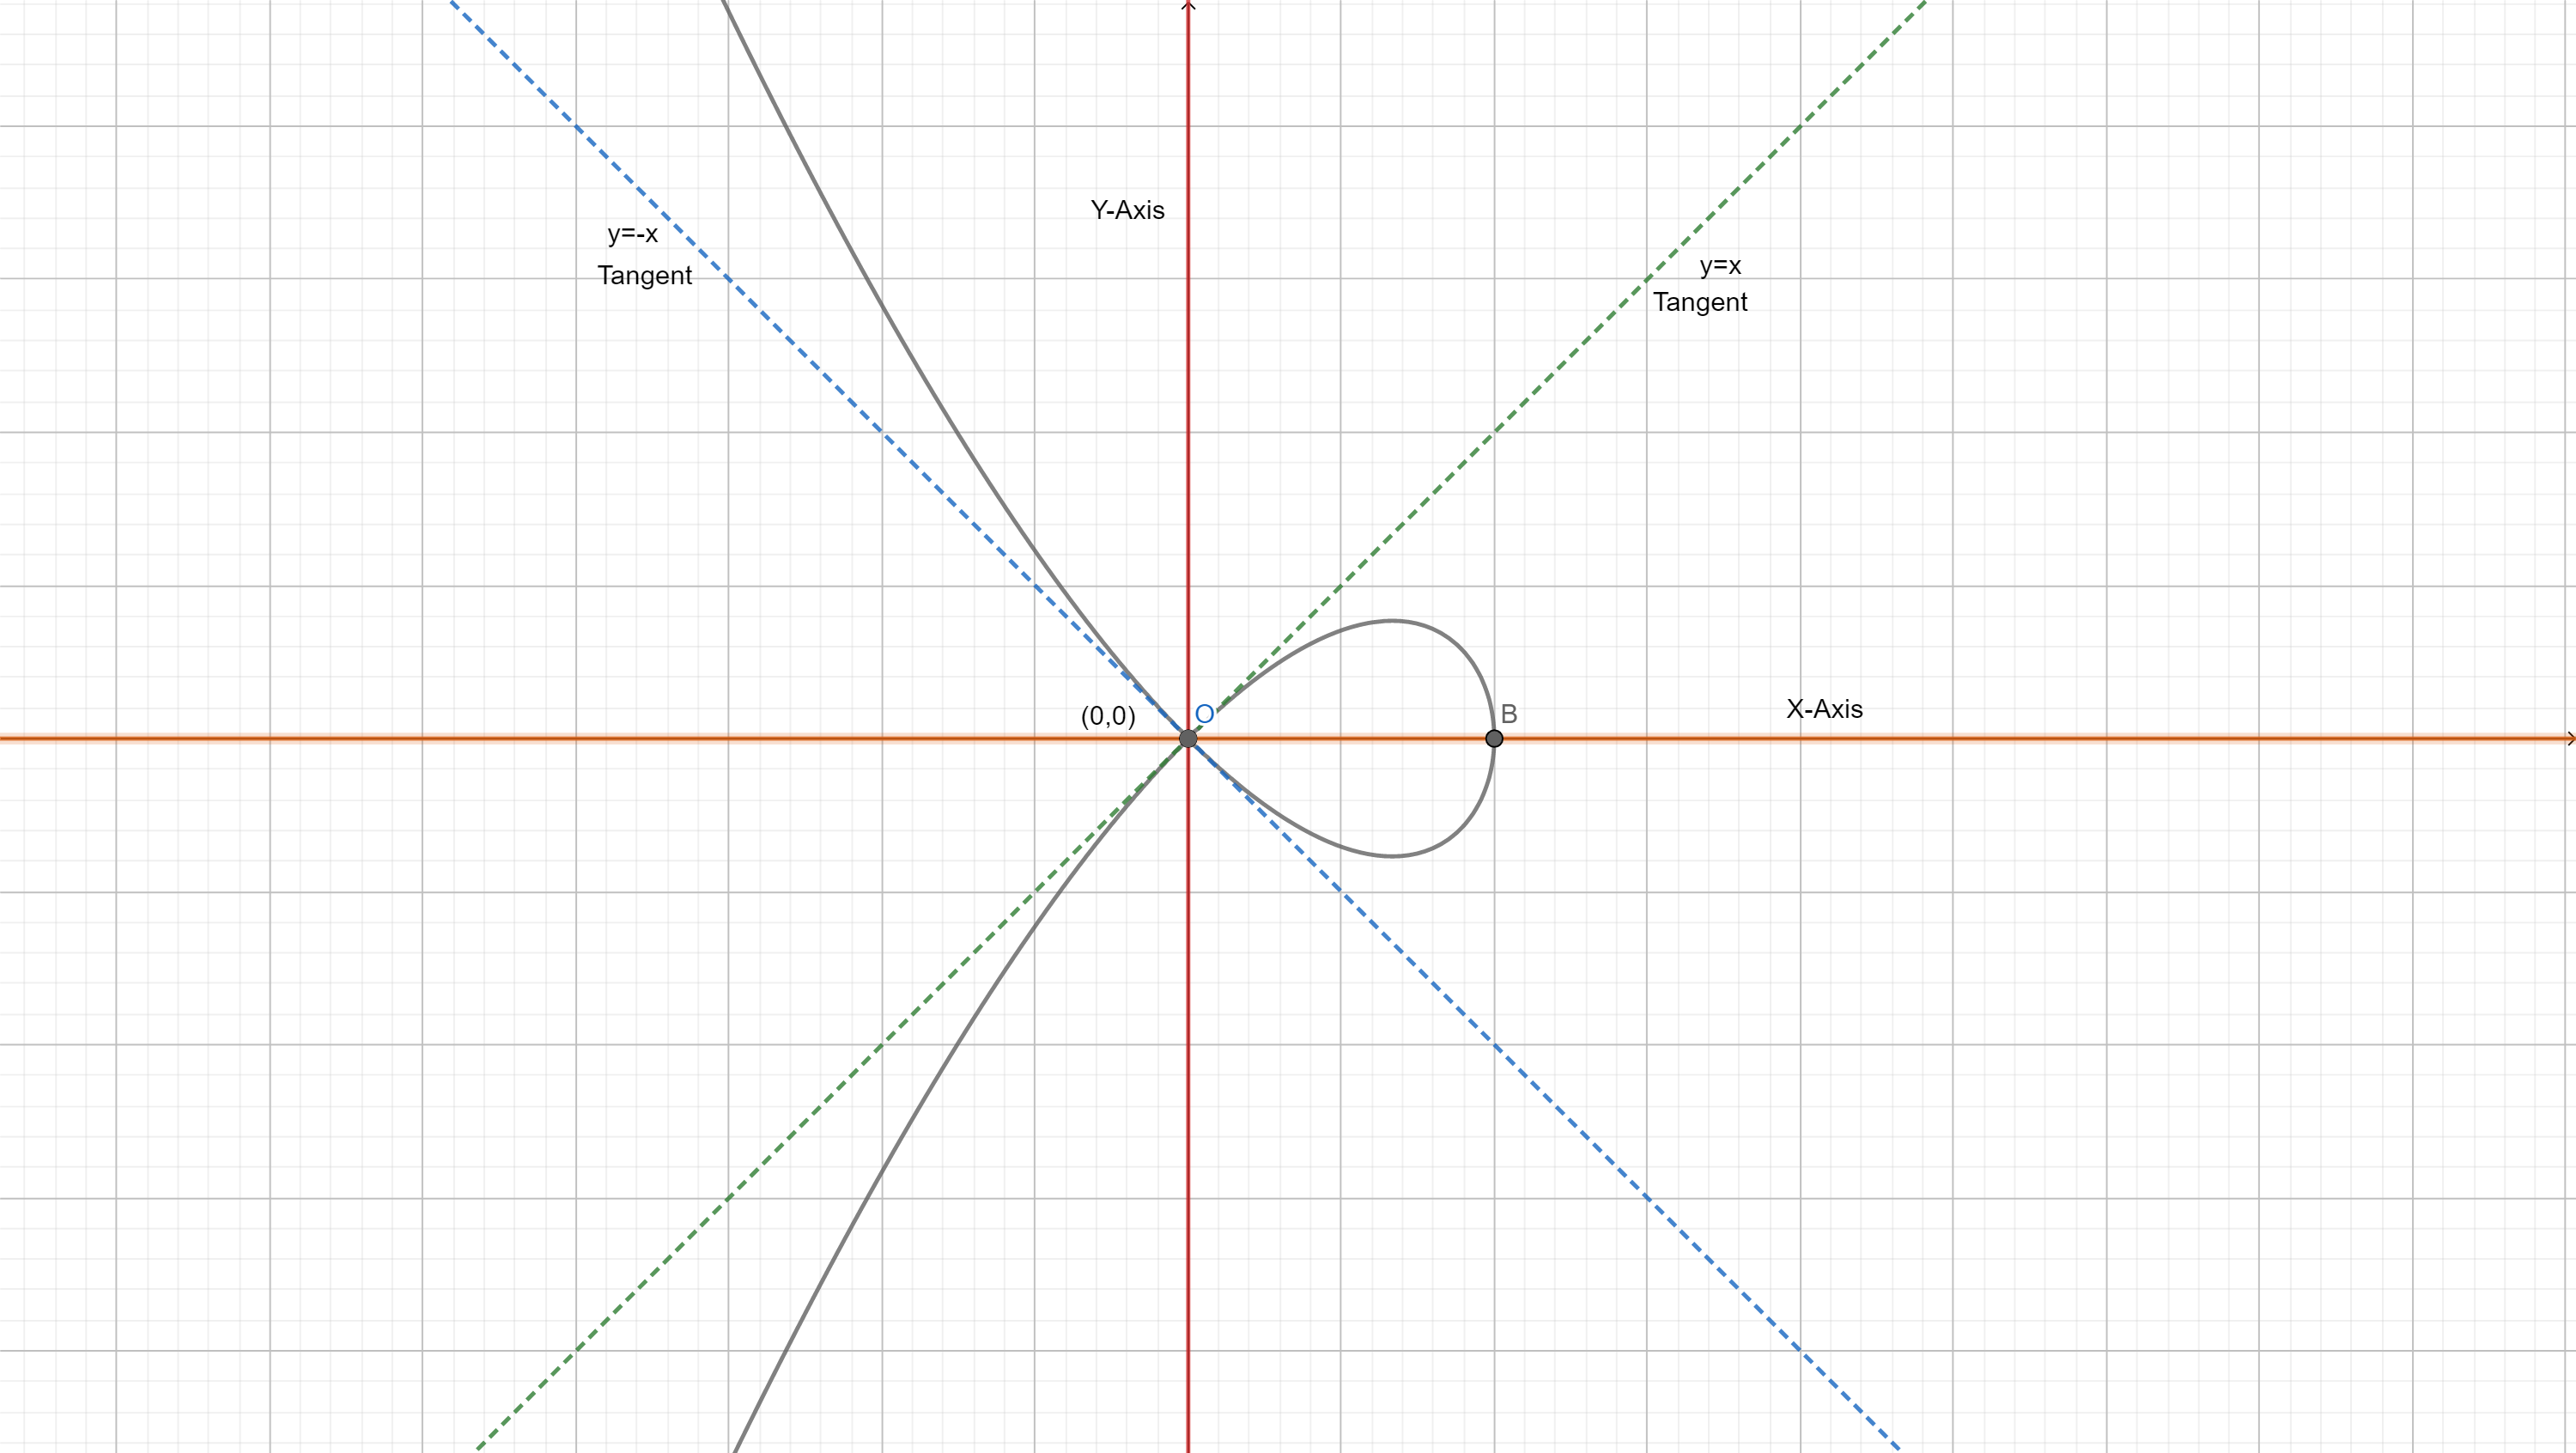 Y-Axis
y=-x
Tangent
y=x
Tangent
(0,0)
O
B
X-Axis